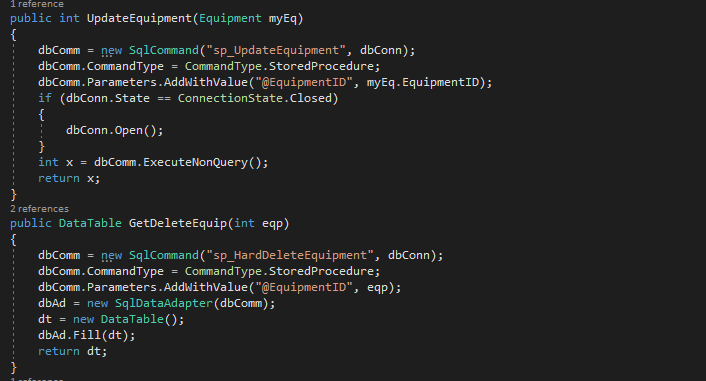 1 reference
public int UpdateEquipment(Equipment myEq)
{
dbComm = new SqlCommand("sp_UpdateEquipment", dbConn);
dbComm.CommandType = CommandType.StoredProcedure;
dbComm.Parameters.AddWithValue("@EquipmentID", myEq.EquipmentID);
if (dbConn.State == ConnectionState.Closed)
{
dbConn.Open();
}
int x = dbComm.ExecuteNonQuery();
return x;
}
2 references
public DataTable GetDeleteEquip(int eqp)
{
dbComm = new SqlCommand("sp_HardDeleteEquipment", dbConn);
dbComm.CommandType = CommandType.StoredProcedure;
dbComm.Parameters.AddWithValue("@EquipmentID", eqp);
dbAd = new SqlDataAdapter(dbComm);
dt = new DataTable();
dbAd.Fill(dt);
return dt;
}
1 reference